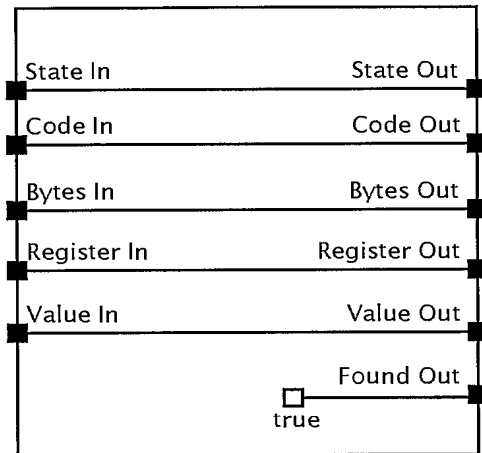 State In State Out
Code In Code Out
Bytes In Bytes Out
Register In Register Out
Value In Value Out
Found Out
true